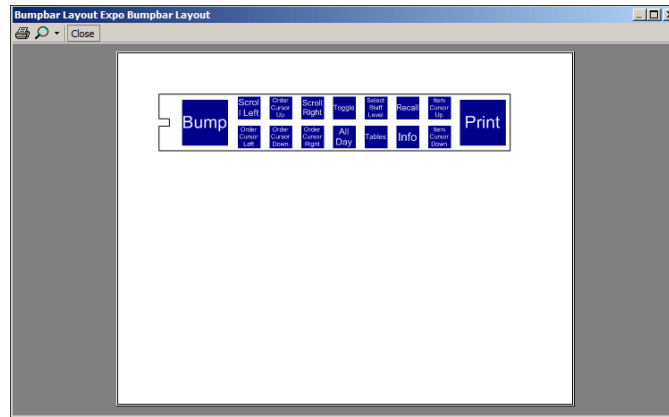 Bumpbar Layout Expo Bumpbar Layout
Close
Bump
Scrol
l Left
Order
Cursor
Up
Scroll
Right
Toggle
Select
Staff
Level
Recall
Item
Cursor
Up
Print
Order
Cursor
Left
Order
Cursor
Down
Order
Cursor
Right
All
Day
Tables
Info
Item
Cursor
Down